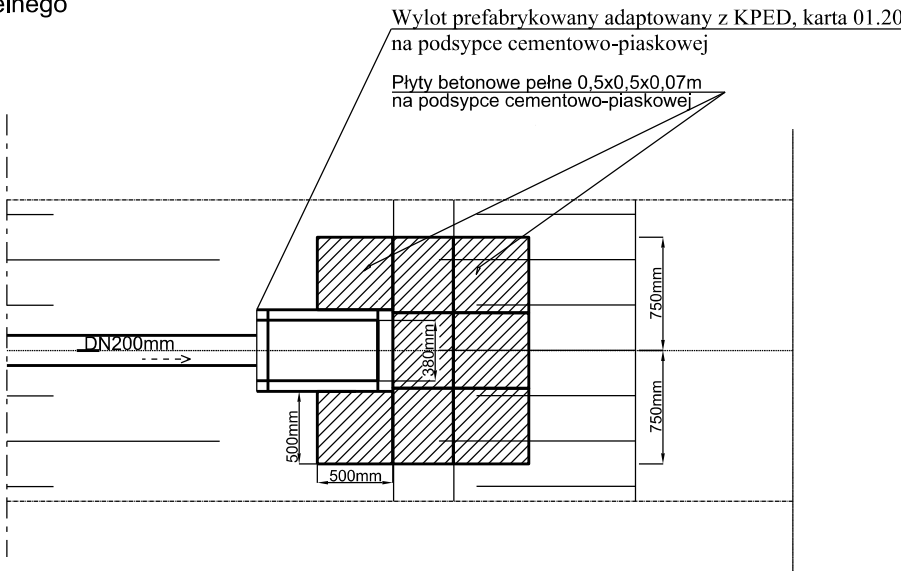 elnego
Wylot prefabrykowany adaptowany z KPED, karta 01.20
na podsypce cementowo-piaskowej
Płyty betonowe pełne 0,5x0,5x0,07m
na podsypce cementowo-piaskowej
750mm
DN200mm
380mm
750mm
500mm
500mm